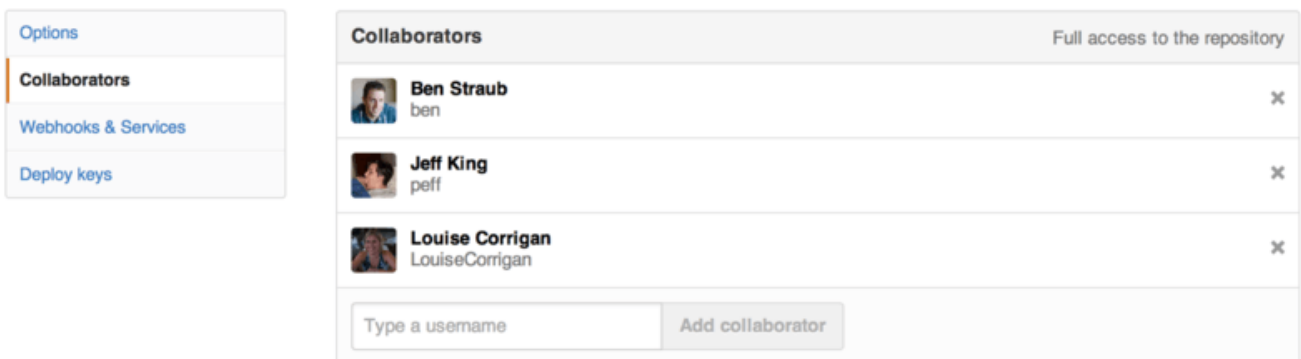 Options
Collaborators
Webhooks & Services
Deploy keys
Collaborators
Full access to the repository
Ben Straub
ben
Jeff King
peff
Louise Corrigan
LouiseCorrigan
Type a username
Add collaborator